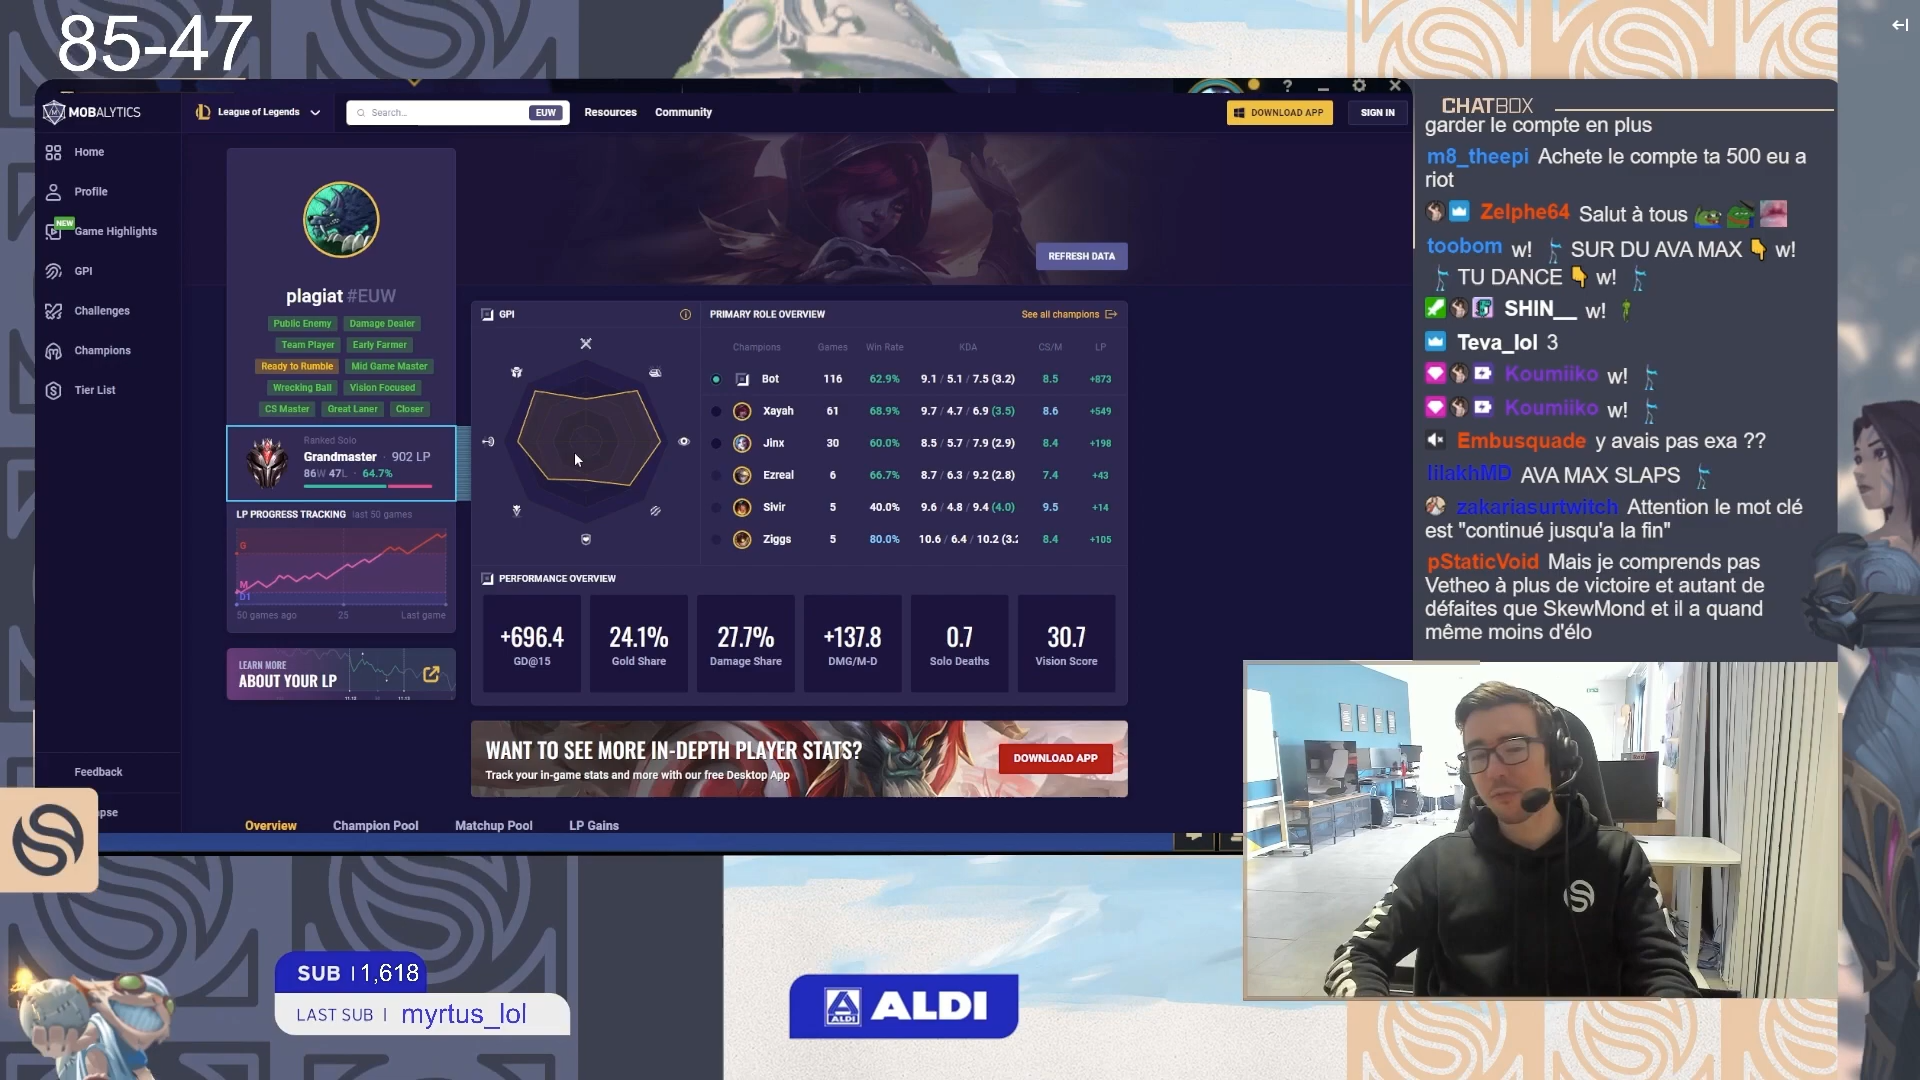 85-47
MOBALYTICS
League of Legends
Search...
EUW
Resources
Community
DOWNLOAD APP
SIGN IN
Home
Profile
NEW
Game Highlights
GPI
Challenges
Champions
Tier List
Feedback
pse
REFRESH DATA
plagiat #EUW
Public Enemy
Damage Dealer
Team Player
Early Farmer
Ready to Rumble
Mid Game Master
Wrecking Ball
Vision Focused
CS Master
Great Laner
Closer
Ranked Solo
Grandmaster · 902 LP
86W 47L · 64.7%
LP PROGRESS TRACKING last 50 games
G
M
D1
50 games ago
25
Last game
LEARN MORE
ABOUT YOUR LP
GPI
PRIMARY ROLE OVERVIEW
See all champions
Champions Games Win Rate KDA CS/M LP
Bot 116 62.9% 9.1 / 5.1 / 7.5 (3.2) 8.5 +873
Xayah 61 68.9% 9.7 / 4.7 / 6.9 (3.5) 8.6 +549
Jinx 30 60.0% 8.5 / 5.7 / 7.9 (2.9) 8.4 +198
Ezreal 6 66.7% 8.7 / 6.3 / 9.2 (2.8) 7.4 +43
Sivir 5 40.0% 9.6 / 4.8 / 9.4 (4.0) 9.5 +14
Ziggs 5 80.0% 10.6 / 6.4 / 10.2 (3.2 8.4 +105
PERFORMANCE OVERVIEW
+696.4
GD@15
24.1%
Gold Share
27.7%
Damage Share
+137.8
DMG/M-D
0.7
Solo Deaths
30.7
Vision Score
WANT TO SEE MORE IN-DEPTH PLAYER STATS?
Track your in-game stats and more with our free Desktop App
DOWNLOAD APP
Overview
Champion Pool
Matchup Pool
LP Gains
CHATBOX
garder le compte en plus
m8_theepi Achete le compte ta 500 eu a
riot
Zelphe64 Salut à tous
toobom w! SUR DU AVA MAX 👇 w!
TU DANCE 👇 w!
SHIN__ w!
Teva_lol 3
Koumiiko w!
Koumiiko w!
Embusquade y avais pas exa ??
lilakhMD AVA MAX SLAPS
zakariasurtwitch Attention le mot clé
est "continué jusqu'a la fin"
pStaticVoid Mais je comprends pas
Vetheo à plus de victoire et autant de
défaites que SkewMond et il a quand
même moins d'élo
SUB | 1,618
LAST SUB | myrtus_lol
ALDI
ALDI